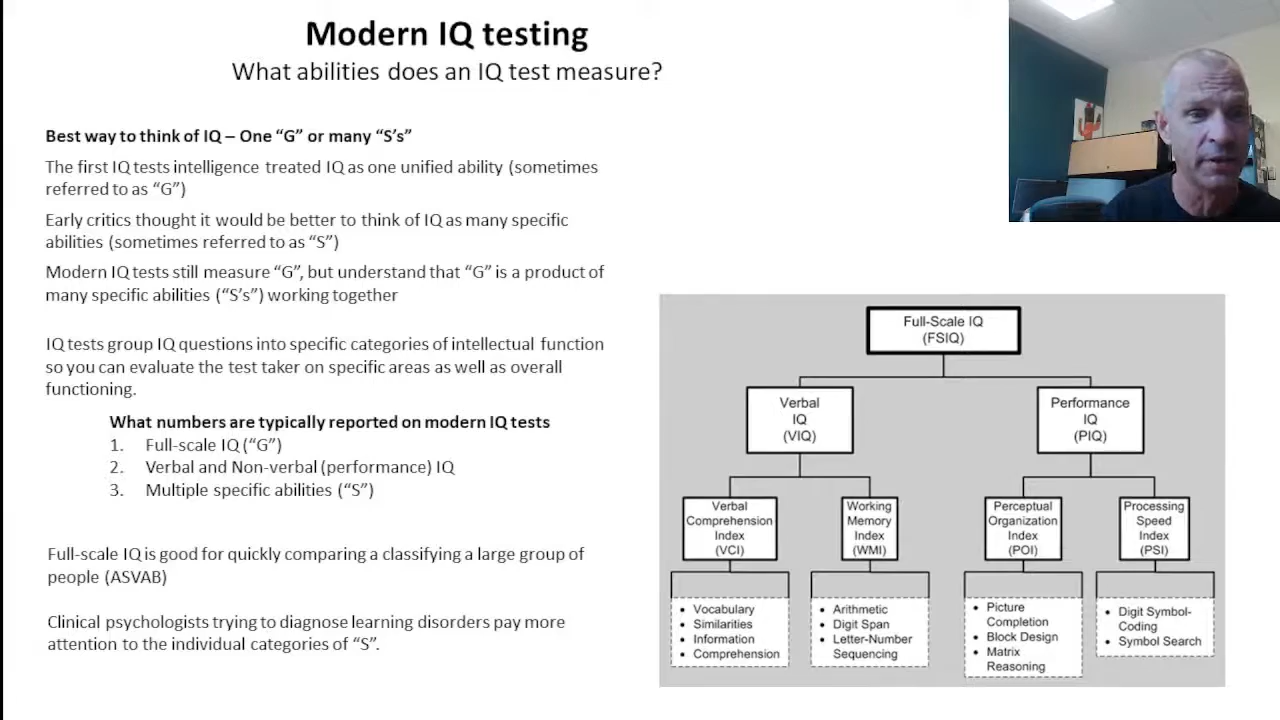 Modern IQ testing
What abilities does an IQ test measure?
Best way to think of IQ – One “G” or many “S’s”
The first IQ tests intelligence treated IQ as one unified ability (sometimes
referred to as “G”)
Early critics thought it would be better to think of IQ as many specific
abilities (sometimes referred to as “S”)
Modern IQ tests still measure “G”, but understand that “G” is a product of
many specific abilities (“S’s”) working together
IQ tests group IQ questions into specific categories of intellectual function
so you can evaluate the test taker on specific areas as well as overall
functioning.
What numbers are typically reported on modern IQ tests
1. Full-scale IQ (“G”)
2. Verbal and Non-verbal (performance) IQ
3. Multiple specific abilities (“S”)
Full-scale IQ is good for quickly comparing a classifying a large group of
people (ASVAB)
Clinical psychologists trying to diagnose learning disorders pay more
attention to the individual categories of “S”.
Full-Scale IQ
(FSIQ)
Verbal
IQ
(VIQ)
Performance
IQ
(PIQ)
Verbal
Comprehension
Index
(VCI)
Working
Memory
Index
(WMI)
Perceptual
Organization
Index
(POI)
Processing
Speed
Index
(PSI)
• Vocabulary
• Similarities
• Information
• Comprehension
• Arithmetic
• Digit Span
• Letter-Number
Sequencing
• Picture
Completion
• Block Design
• Matrix
Reasoning
• Digit Symbol-
Coding
• Symbol Search